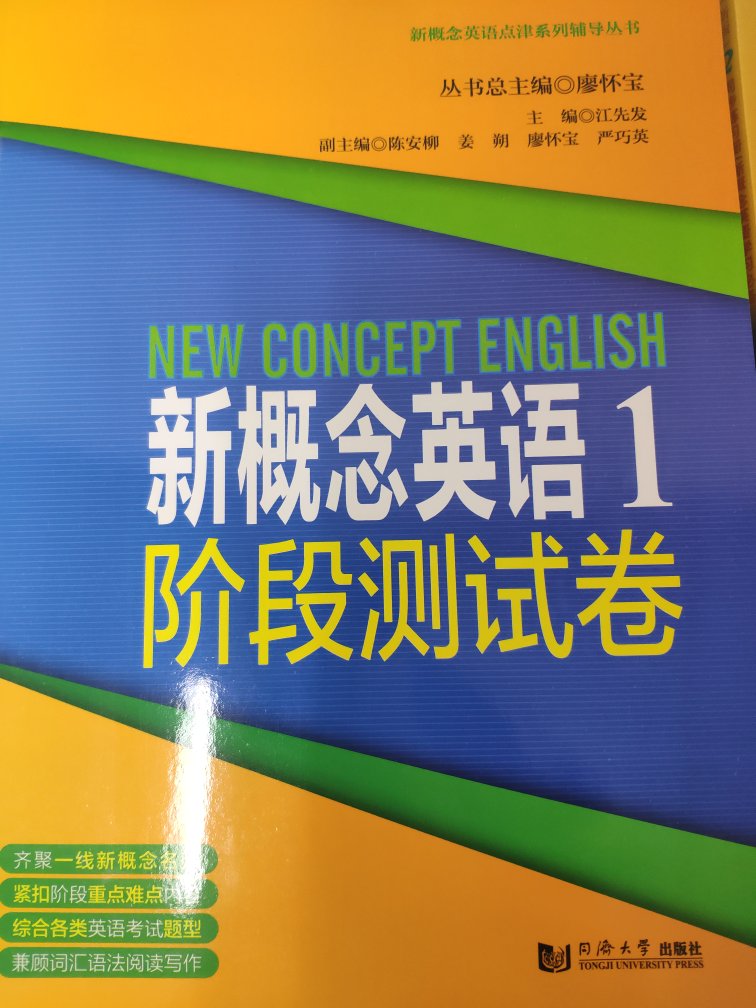 新概念英语点津系列辅导丛书
丛书总主编◎廖怀宝
主 编◎江先发
副主编◎陈安柳 姜 朔 廖怀宝 严巧英
NEW CONCEPT ENGLISH
新概念英语1
阶段测试卷
齐聚一线新概念名
紧扣阶段重点难点内
综合各类英语考试题型
兼顾词汇语法阅读写作
同济大学出版社
TONGJI UNIVERSITY PRESS